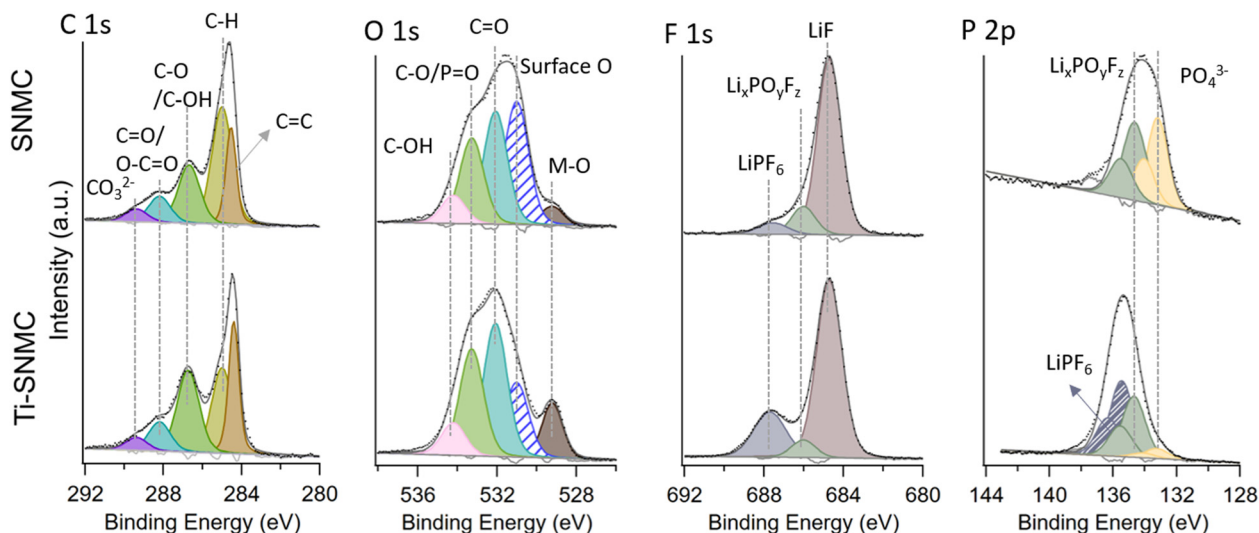 C 1s
C-H
C-O
/C-OH
C=C
C=O/
O-C=O
CO₃²⁻
O 1s
C=O
C-O/P=O
Surface O
C-OH
M-O
F 1s
LiF
LiₓPOᵧF_z
LiPF₆
P 2p
LiₓPOᵧF_z
PO₄³⁻
LiPF₆
SNMC
Ti-SNMC
Intensity (a.u.)
292 288 284 280
Binding Energy (eV)
536 532 528
Binding Energy (eV)
692 688 684 680
Binding Energy (eV)
144 140 136 132 128
Binding Energy (eV)